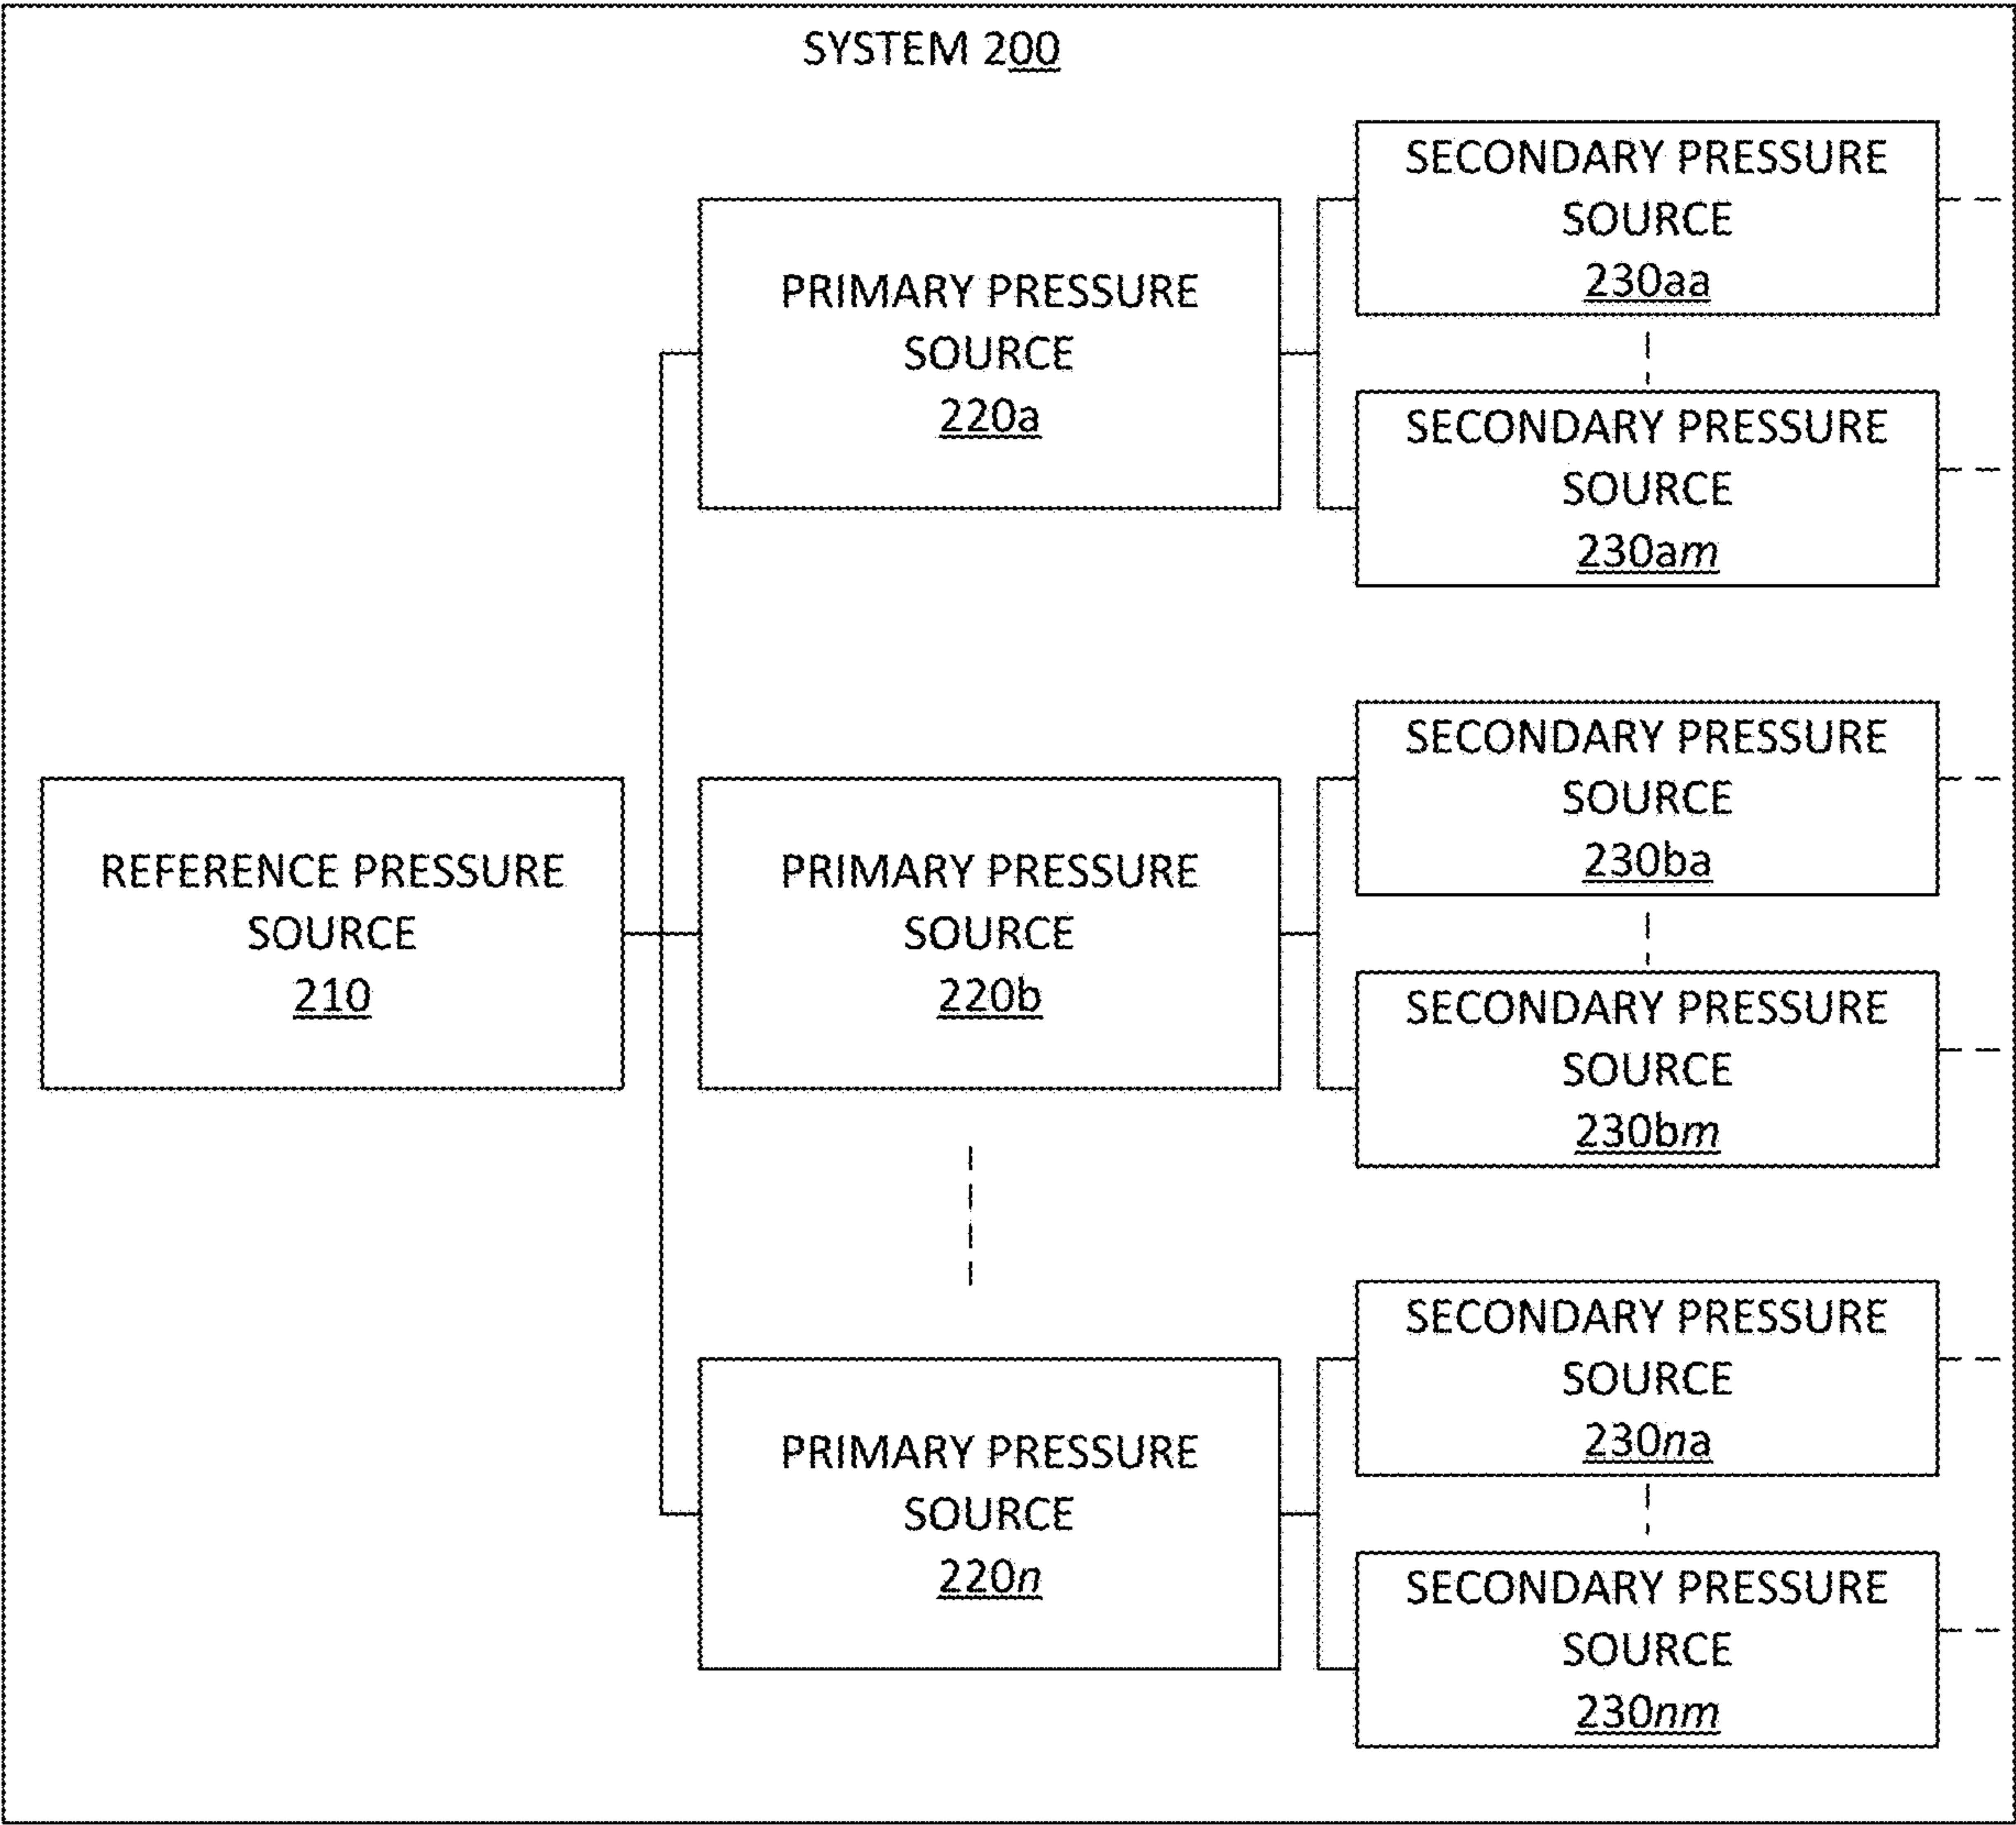 SYSTEM 200
SECONDARY PRESSURE
SOURCE
230aa
PRIMARY PRESSURE
SOURCE
220a
SECONDARY PRESSURE
SOURCE
230am
SECONDARY PRESSURE
SOURCE
230ba
REFERENCE PRESSURE
SOURCE
210
PRIMARY PRESSURE
SOURCE
220b
SECONDARY PRESSURE
SOURCE
230bm
SECONDARY PRESSURE
SOURCE
230na
PRIMARY PRESSURE
SOURCE
220n
SECONDARY PRESSURE
SOURCE
230nm